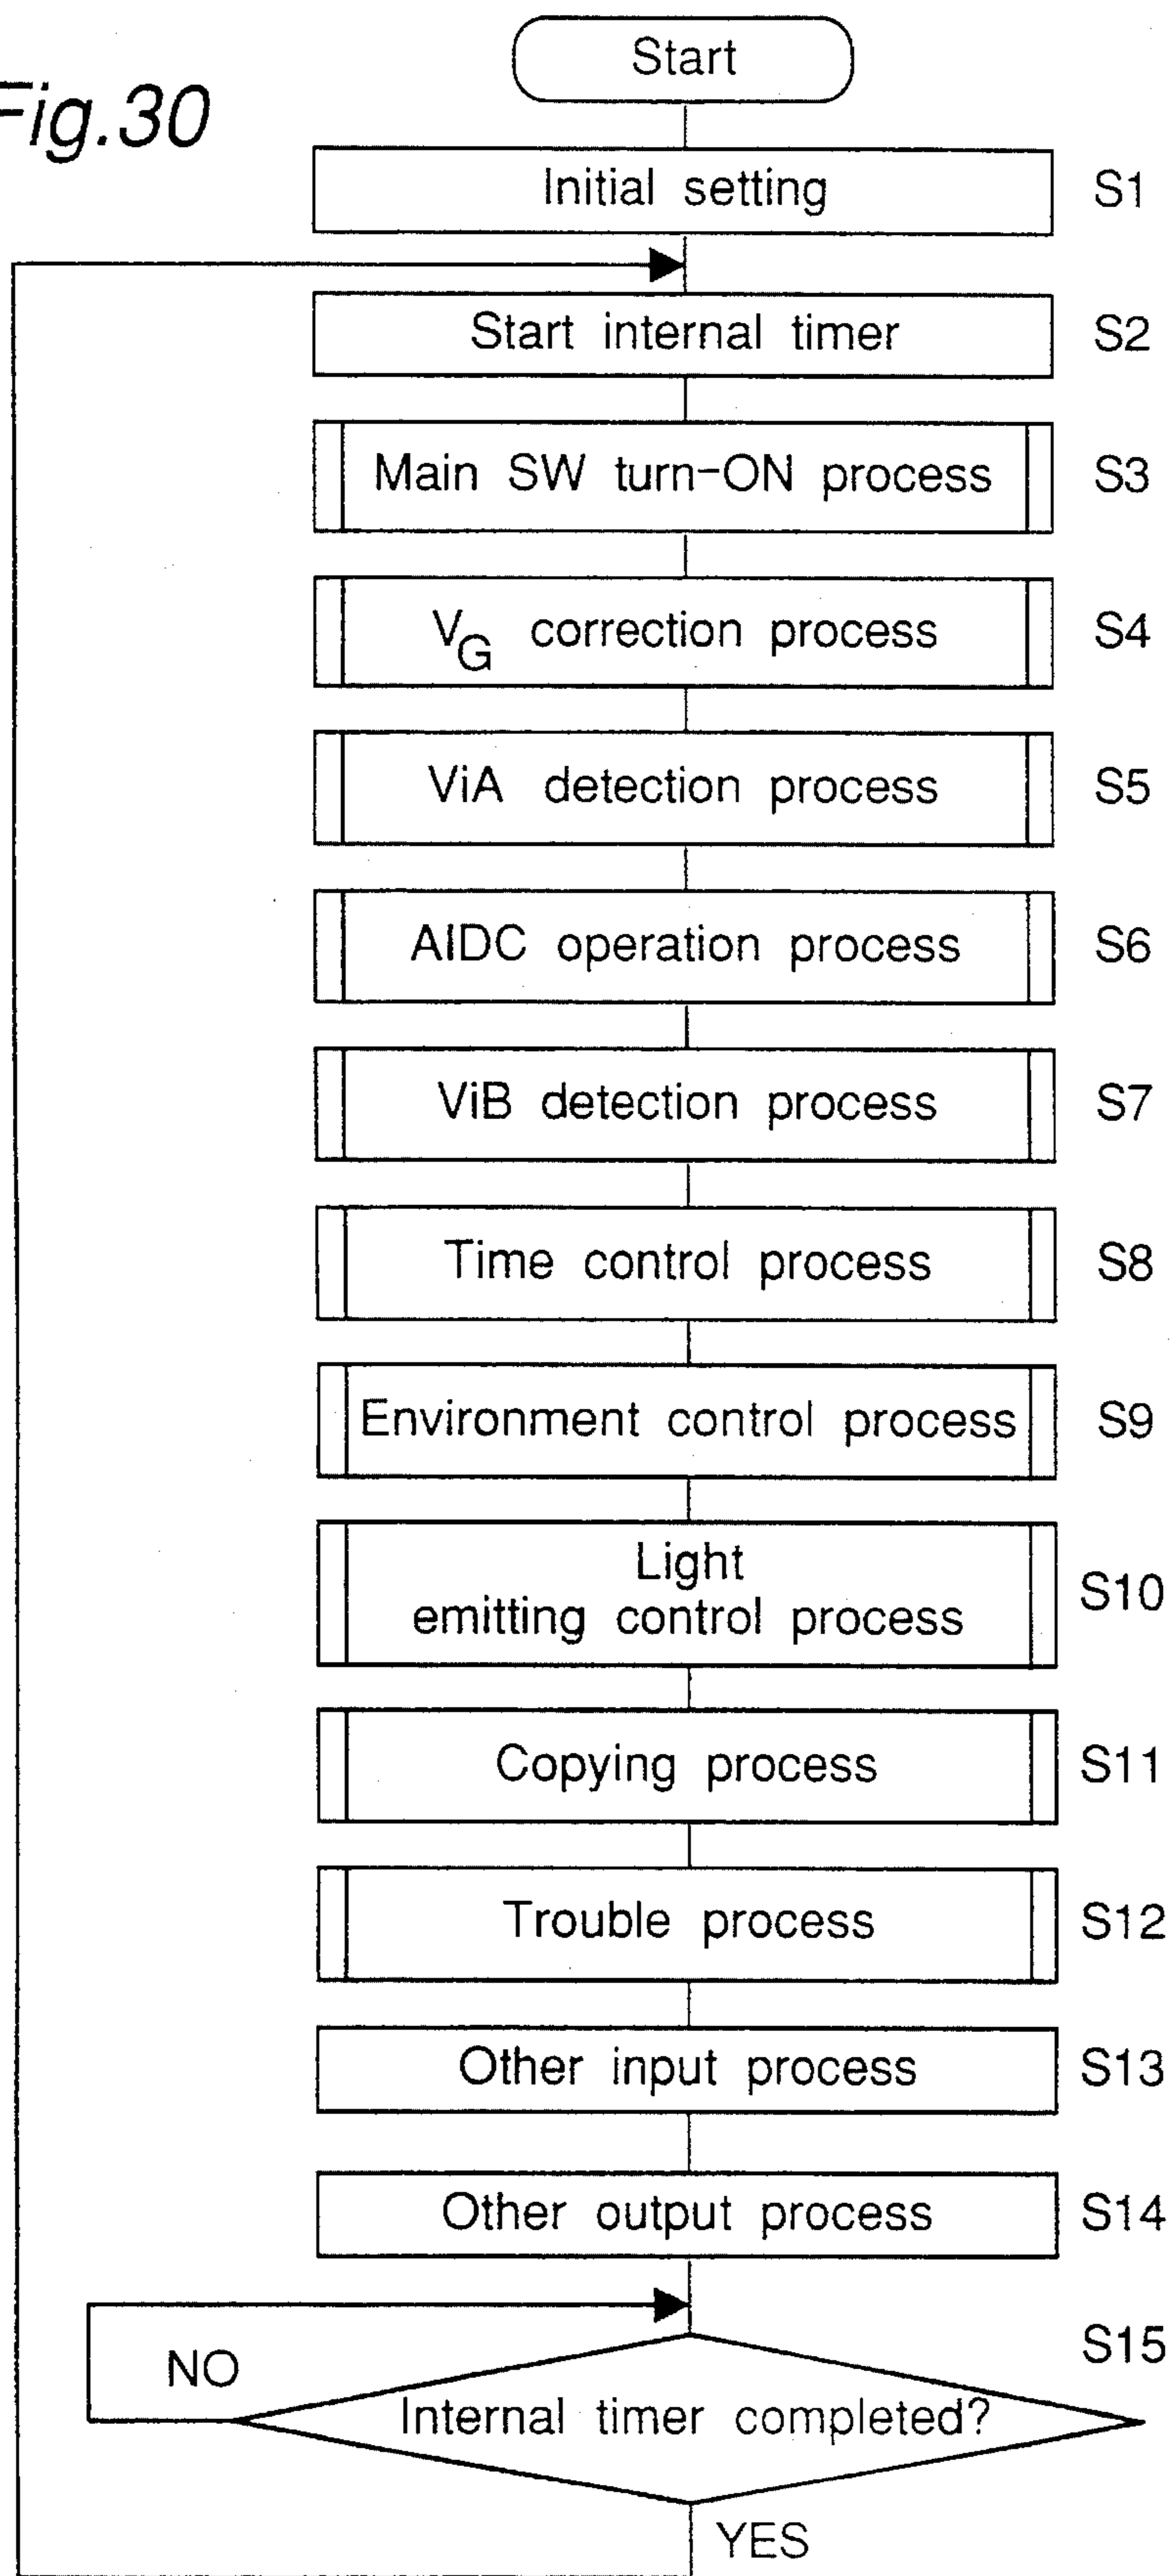 Fig.30
Start
Initial setting S1
Start internal timer S2
Main SW turn-ON process S3
VG correction process S4
ViA detection process S5
AIDC operation process S6
ViB detection process S7
Time control process S8
Environment control process S9
Light
emitting control process S10
Copying process S11
Trouble process S12
Other input process S13
Other output process S14
S15
NO
Internal timer completed?
YES